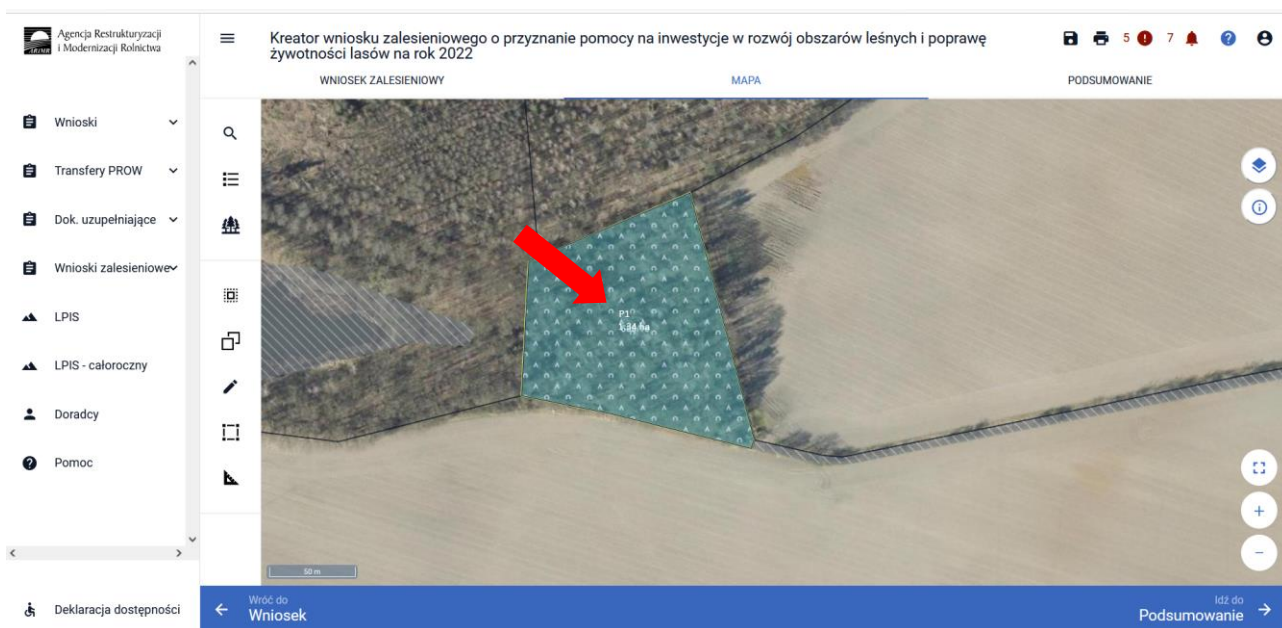 Agencja Restrukturyzacji
i Modernizacji Rolnictwa
ARiMR
Kreator wniosku zalesieniowego o przyznanie pomocy na inwestycje w rozwój obszarów leśnych i poprawę
żywotności lasów na rok 2022
5
7
WNIOSEK ZALESIENIOWY
MAPA
PODSUMOWANIE
Wnioski
Transfery PROW
Dok. uzupełniające
Wnioski zalesieniowe
LPIS
LPIS - całoroczny
Doradcy
Pomoc
Deklaracja dostępności
P1
50 m
Wróć do
Wniosek
Idź do
Podsumowanie